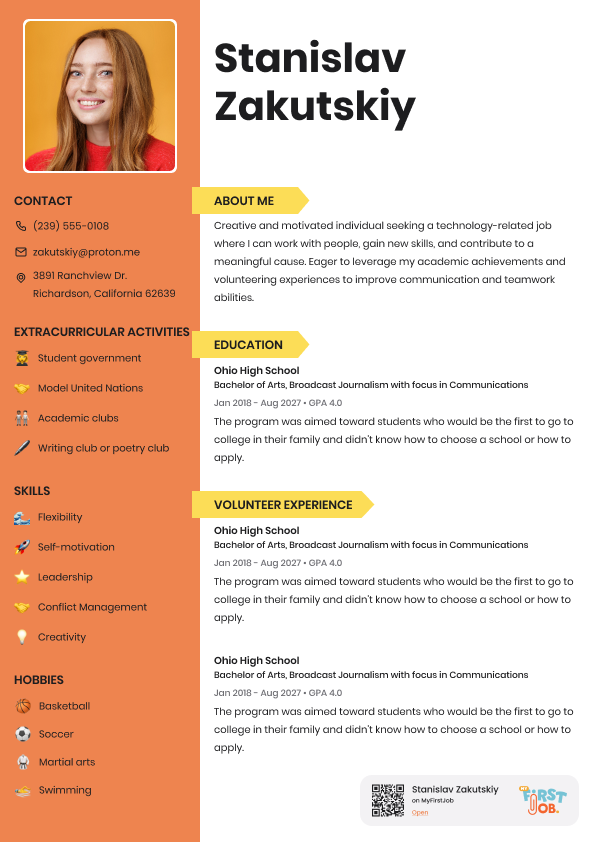 Stanislav
Zakutskiy
CONTACT
(239) 555-0108
zakutskiy@proton.me
3891 Ranchview Dr.
Richardson, California 62639
EXTRACURRICULAR ACTIVITIES
Student government
Model United Nations
Academic clubs
Writing club or poetry club
SKILLS
Flexibility
Self-motivation
Leadership
Conflict Management
Creativity
HOBBIES
Basketball
Soccer
Martial arts
Swimming
ABOUT ME
Creative and motivated individual seeking a technology-related job
where I can work with people, gain new skills, and contribute to a
meaningful cause. Eager to leverage my academic achievements and
volunteering experiences to improve communication and teamwork
abilities.
EDUCATION
Ohio High School
Bachelor of Arts, Broadcast Journalism with focus in Communications
Jan 2018 - Aug 2027 • GPA 4.0
The program was aimed toward students who would be the first to go to
college in their family and didn't know how to choose a school or how to
apply.
VOLUNTEER EXPERIENCE
Ohio High School
Bachelor of Arts, Broadcast Journalism with focus in Communications
Jan 2018 - Aug 2027 • GPA 4.0
The program was aimed toward students who would be the first to go to
college in their family and didn't know how to choose a school or how to
apply.
Ohio High School
Bachelor of Arts, Broadcast Journalism with focus in Communications
Jan 2018 - Aug 2027 • GPA 4.0
The program was aimed toward students who would be the first to go to
college in their family and didn't know how to choose a school or how to
apply.
Stanislav Zakutskiy
on MyFirstJob
Open
MY
FiRST
JOB